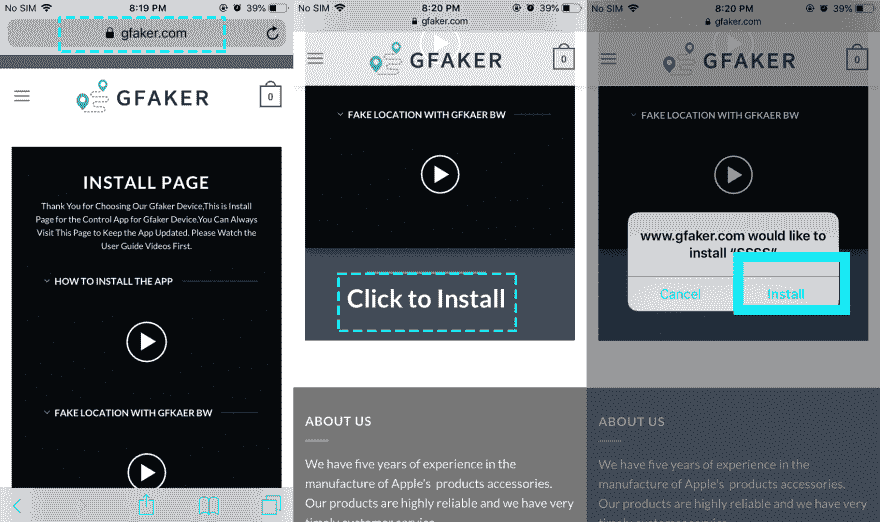 No SIM 8:19 PM 39%
gfaker.com
GFAKER
0
INSTALL PAGE
Thank You for Choosing Our Gfaker Device,This is Install
Page for the Control App for Gfaker Device,You Can Always
Visit This Page to Keep the App Updated. Please Watch the
User Guide Videos First.
HOW TO INSTALL THE APP
FAKE LOCATION WITH GFKAER BW
No SIM 8:20 PM 39%
gfaker.com
GFAKER
0
FAKE LOCATION WITH GFKAER BW
Click to Install
ABOUT US
We have five years of experience in the
manufacture of Apple's products accessories.
Our products are highly reliable and we have very
timely customer service
No SIM 8:20 PM 39%
gfaker.com
GFAKER
0
FAKE LOCATION WITH GFKAER BW
www.gfaker.com would like to
install "SSSS"
Cancel Install
ABOUT US
We have five years of experience in the
manufacture of Apple's products accessories.
Our products are highly reliable and we have very
timely customer service